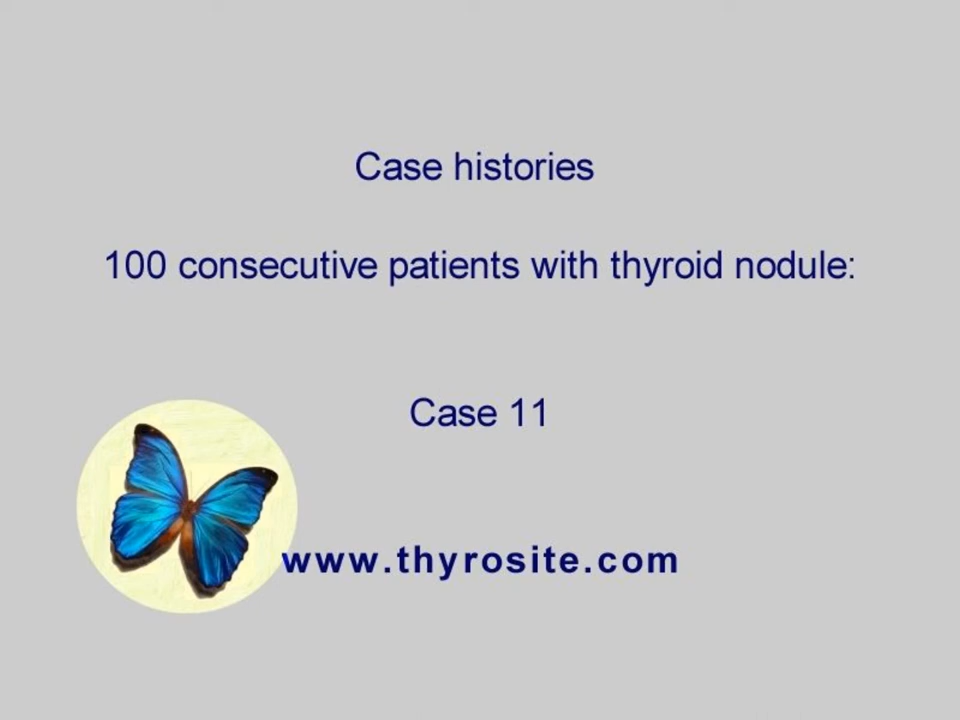 Case histories
100 consecutive patients with thyroid nodule:
Case 11
www.thyrosite.com